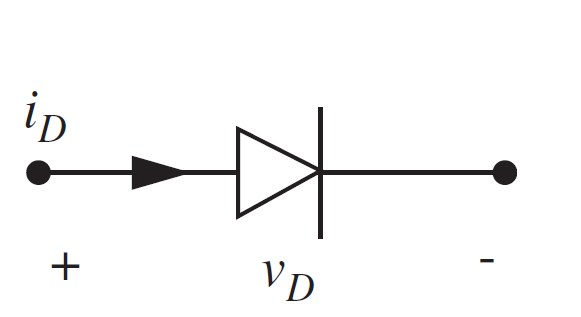 i_D
+ v_D -